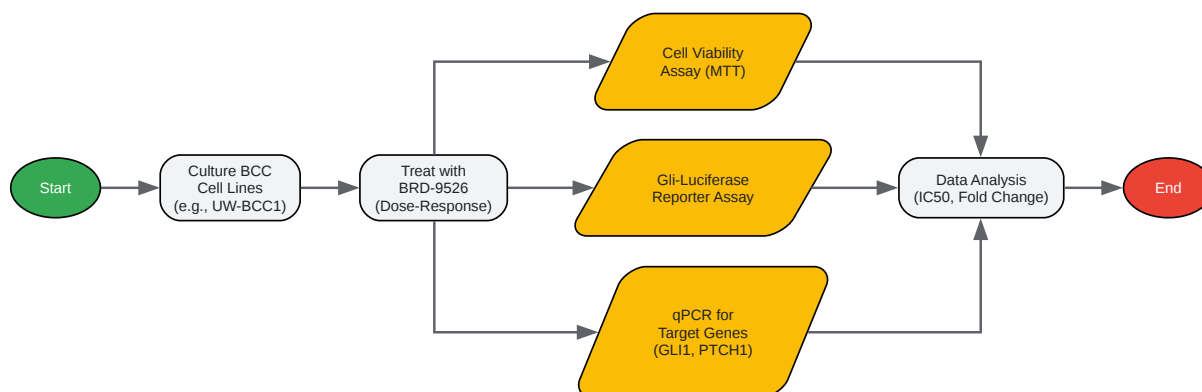 Start
Culture BCC
Cell Lines
(e.g., UW-BCC1)
Treat with
BRD-9526
(Dose-Response)
Cell Viability
Assay (MTT)
Gli-Luciferase
Reporter Assay
qPCR for
Target Genes
(GLI1, PTCH1)
Data Analysis
(IC50, Fold Change)
End